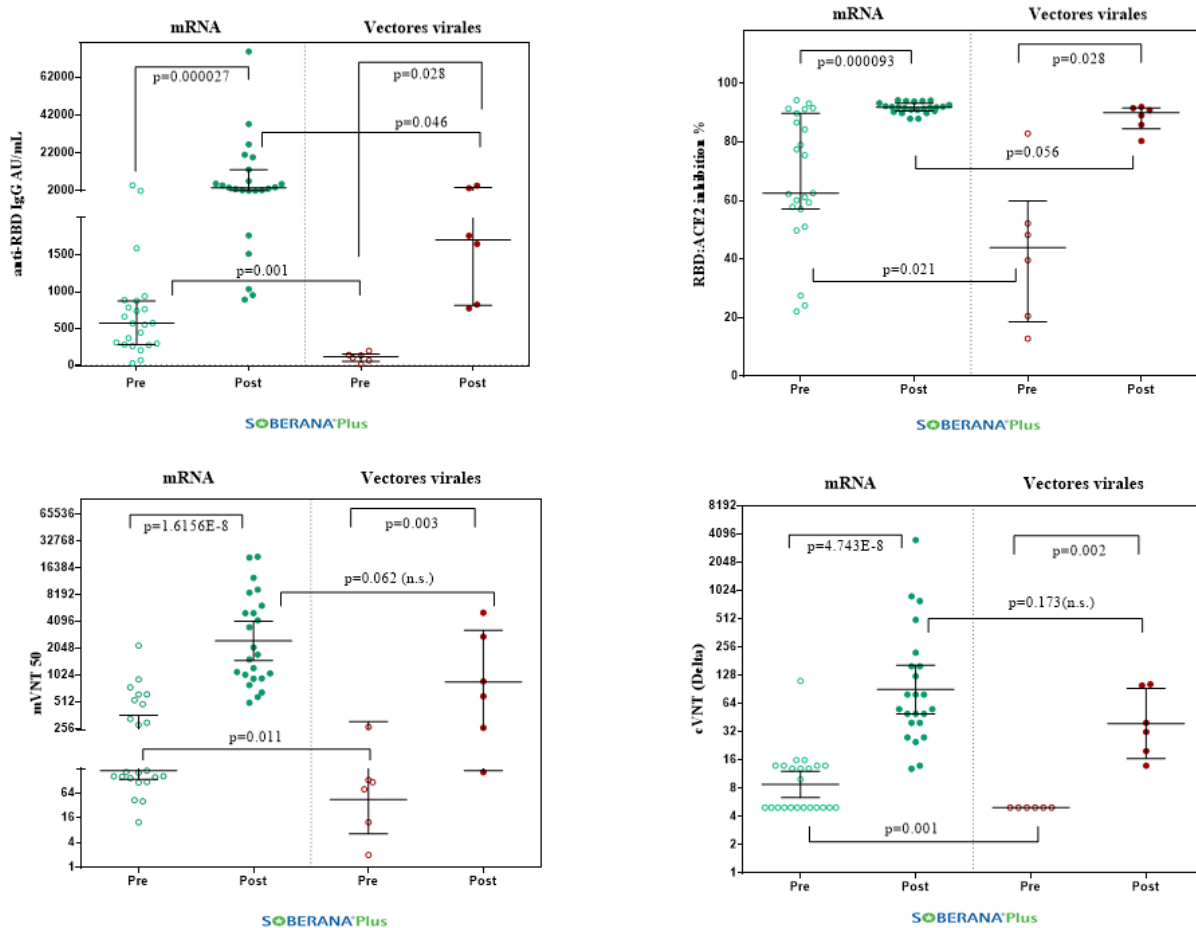 mRNA
Vectores virales
anti-RBD IgG AU/mL
62000
42000
22000
2000
1500
1000
500
0
p=0.000027
p=0.028
p=0.046
p=0.001
Pre
Post
Pre
Post
SOBERANA Plus
mRNA
Vectores virales
RBD:ACE2 inhibition %
100
80
60
40
20
0
p=0.000093
p=0.028
p=0.056
p=0.021
Pre
Post
Pre
Post
SOBERANA Plus
mRNA
Vectores virales
mVNT 50
65536
32768
16384
8192
4096
2048
1024
512
256
64
16
4
1
p=1.6156E-8
p=0.003
p=0.062 (n.s.)
p=0.011
Pre
Post
Pre
Post
SOBERANA Plus
mRNA
Vectores virales
cVNT (Delta)
8192
4096
2048
1024
512
256
128
64
32
16
8
4
2
1
p=4.743E-8
p=0.002
p=0.173(n.s.)
p=0.001
Pre
Post
Pre
Post
SOBERANA Plus